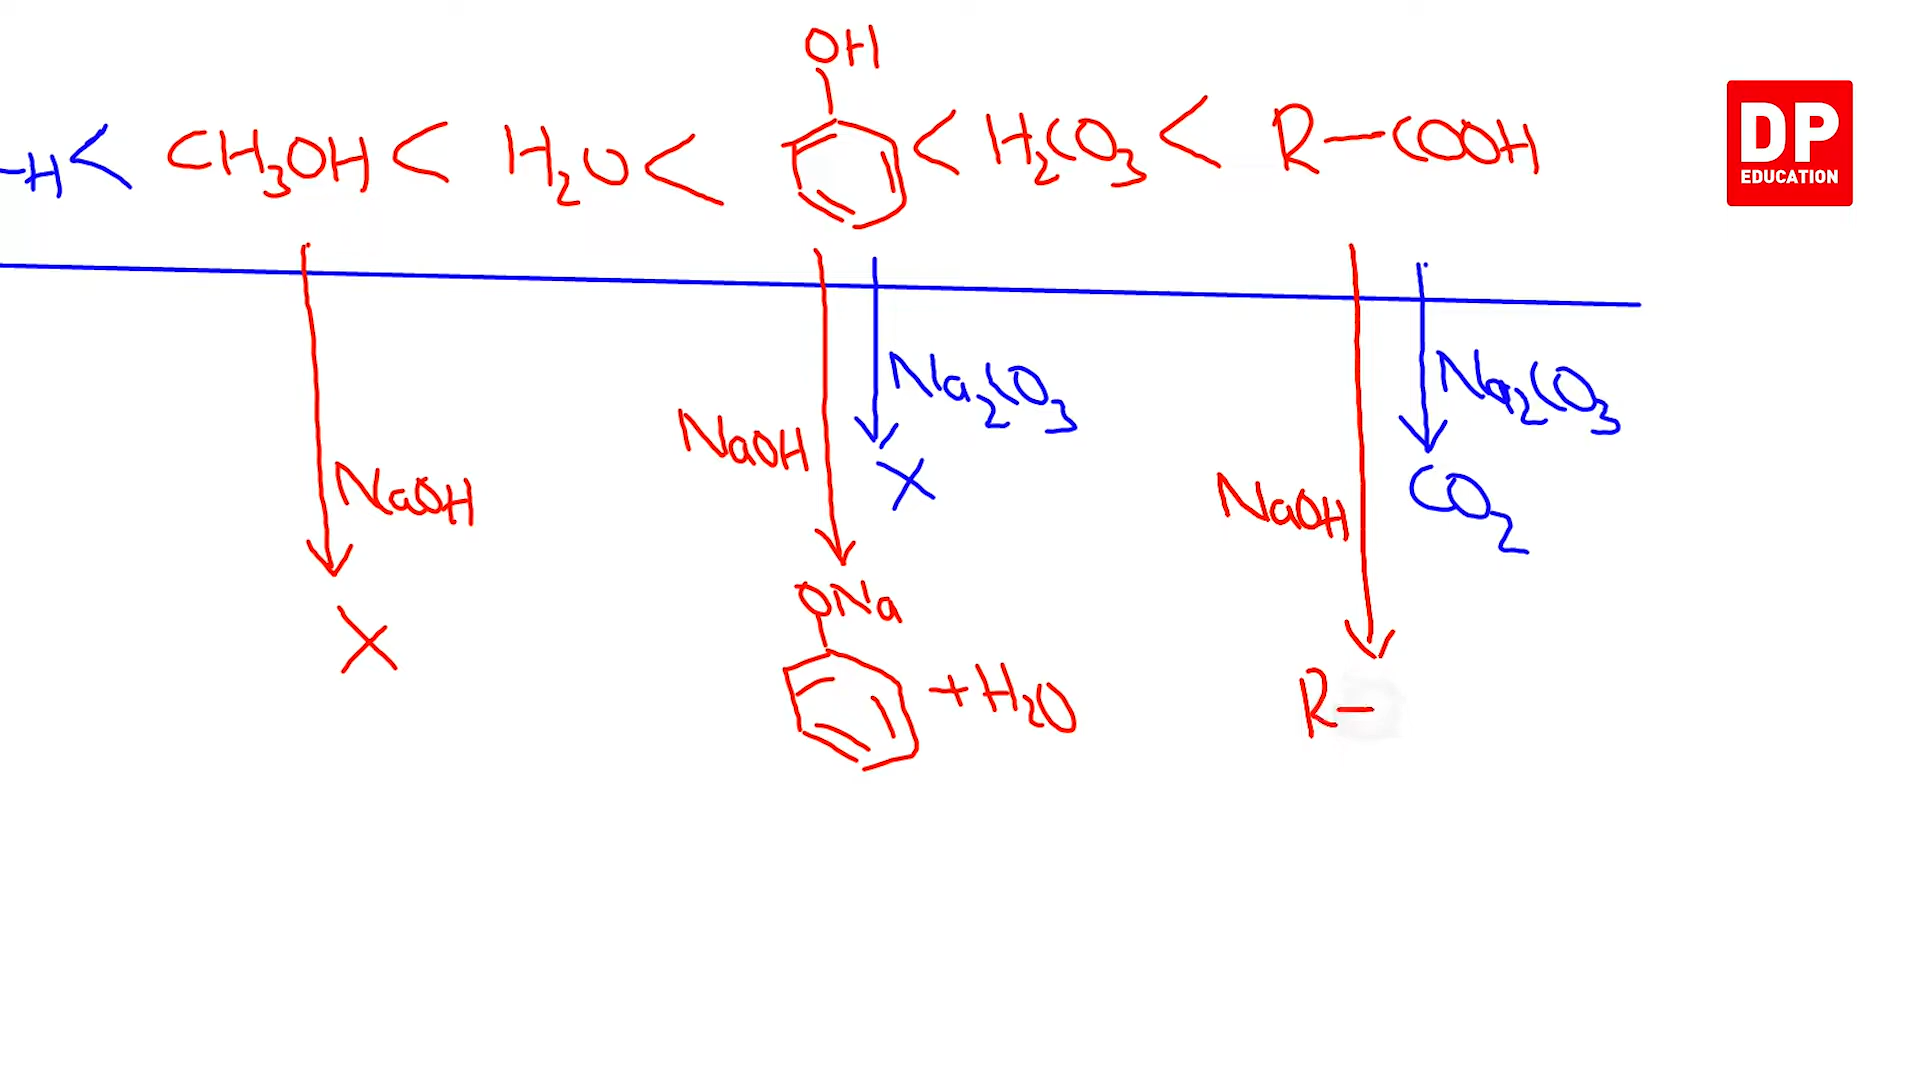 OH
-H < CH3OH < H2O < < H2CO3 < R-COOH
DP
EDUCATION
Na2CO3
Na2CO3
NaOH
NaOH
NaOH
X
CO2
X
ONa
+ H2O
R-